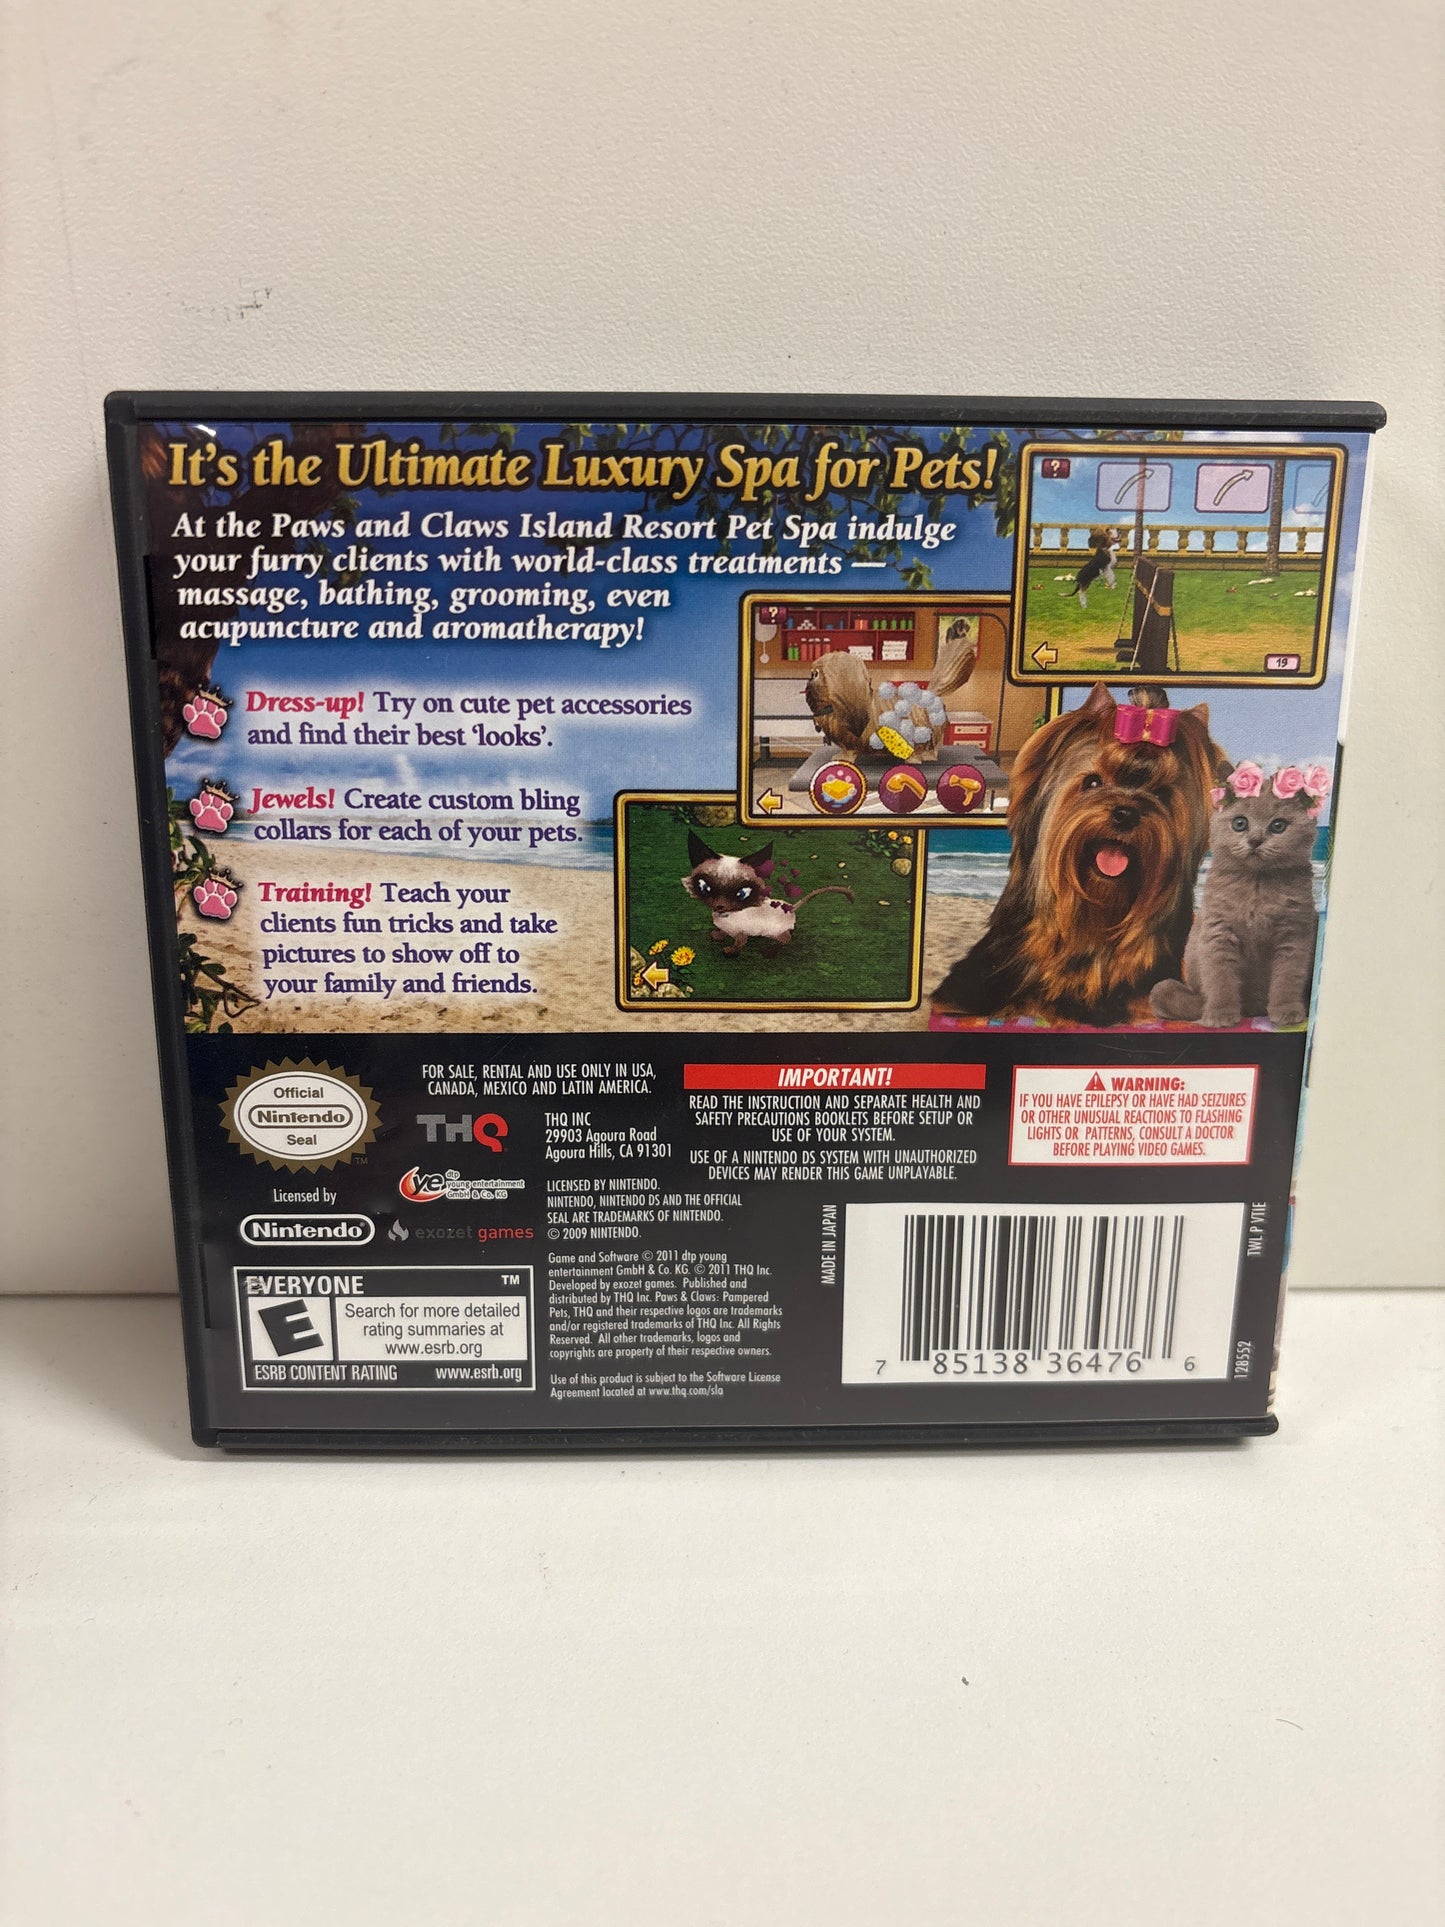 It's the Ultimate Luxury Spa for Pets!
At the Paws and Claws Island Resort Pet Spa indulge
your furry clients with world-class treatments —
massage, bathing, grooming, even
acupuncture and aromatherapy!
Dress-up! Try on cute pet accessories
and find their best 'looks'.
Jewels! Create custom bling
collars for each of your pets.
Training! Teach your
clients fun tricks and take
pictures to show off to
your family and friends.
?
19
?
Official
Nintendo
Seal
TM
Licensed by
Nintendo
FOR SALE, RENTAL AND USE ONLY IN USA,
CANADA, MEXICO AND LATIN AMERICA.
THQ
THQ INC
29903 Agoura Road
Agoura Hills, CA 91301
ye dtp
young entertainment
GmbH & Co. KG
exozet games
LICENSED BY NINTENDO.
NINTENDO, NINTENDO DS AND THE OFFICIAL
SEAL ARE TRADEMARKS OF NINTENDO.
© 2009 NINTENDO.
Game and Software © 2011 dtp young
entertainment GmbH & Co. KG. © 2011 THQ Inc.
Developed by exozet games. Published and
distributed by THQ Inc. Paws & Claws: Pampered
Pets, THQ and their respective logos are trademarks
and/or registered trademarks of THQ Inc. All Rights
Reserved. All other trademarks, logos and
copyrights are property of their respective owners.
Use of this product is subject to the Software License
Agreement located at www.thq.com/sla
EVERYONE TM
E
Search for more detailed
rating summaries at
www.esrb.org
ESRB CONTENT RATING www.esrb.org
IMPORTANT!
READ THE INSTRUCTION AND SEPARATE HEALTH AND
SAFETY PRECAUTIONS BOOKLETS BEFORE SETUP OR
USE OF YOUR SYSTEM.
USE OF A NINTENDO DS SYSTEM WITH UNAUTHORIZED
DEVICES MAY RENDER THIS GAME UNPLAYABLE.
WARNING:
IF YOU HAVE EPILEPSY OR HAVE HAD SEIZURES
OR OTHER UNUSUAL REACTIONS TO FLASHING
LIGHTS OR PATTERNS, CONSULT A DOCTOR
BEFORE PLAYING VIDEO GAMES.
MADE IN JAPAN
7 85138 36476 6
TWL P VTIE
128552